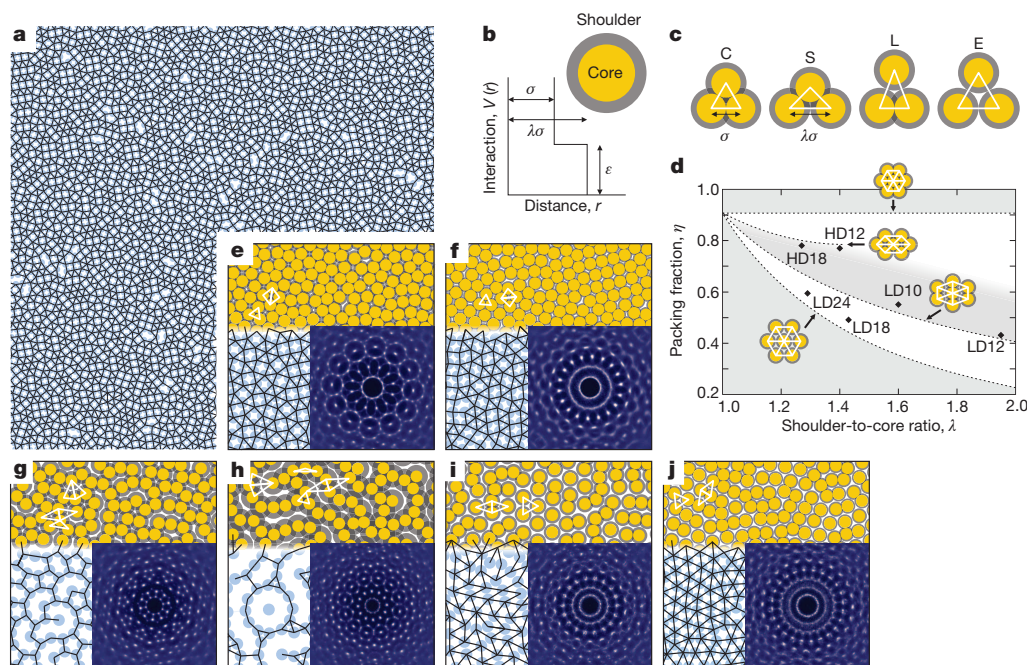 a
b
Shoulder
Core
Interaction, V (r)
σ
λσ
ε
Distance, r
c
C
S
L
E
σ
λσ
d
Packing fraction, η
1.0
0.8
0.6
0.4
0.2
HD12
HD18
LD10
LD24
LD18
LD12
1.0 1.2 1.4 1.6 1.8 2.0
Shoulder-to-core ratio, λ
e
f
g
h
i
j